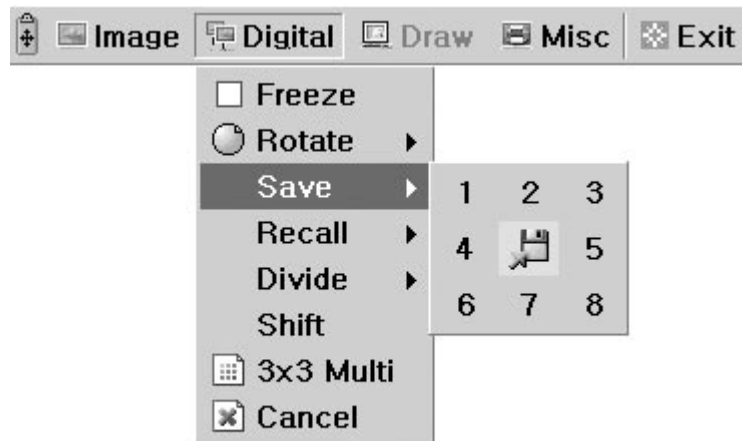 Image Digital Draw Misc Exit
Freeze
Rotate
Save
1 2 3
Recall
4 5
Divide
6 7 8
Shift
3x3 Multi
Cancel